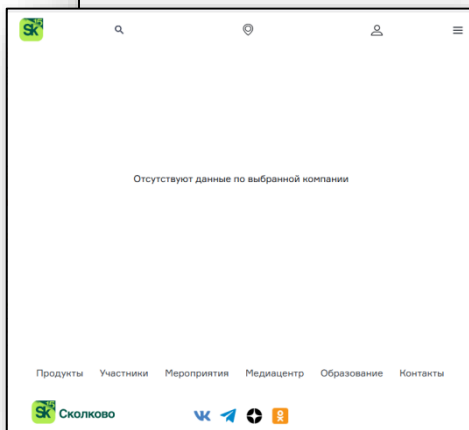 Sk
Отсутствуют данные по выбранной компании
Продукты Участники Мероприятия Медиацентр Образование Контакты
Sk Сколково